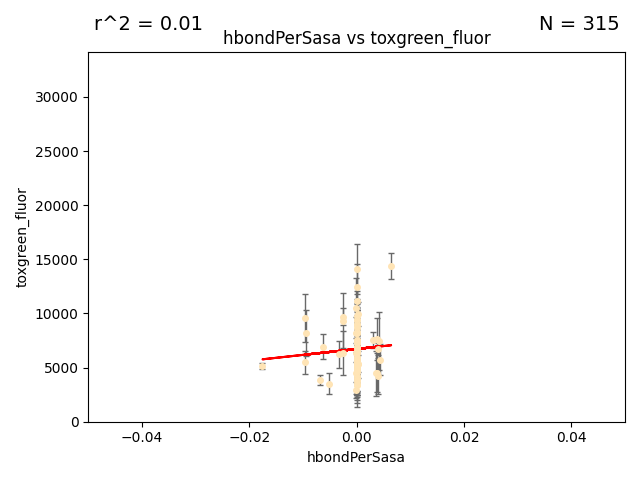 r^2 = 0.01
N = 315
hbondPerSasa vs toxgreen_fluor
30000
25000
20000
15000
10000
5000
0
toxgreen_fluor
−0.04
−0.02
0.00
0.02
0.04
hbondPerSasa